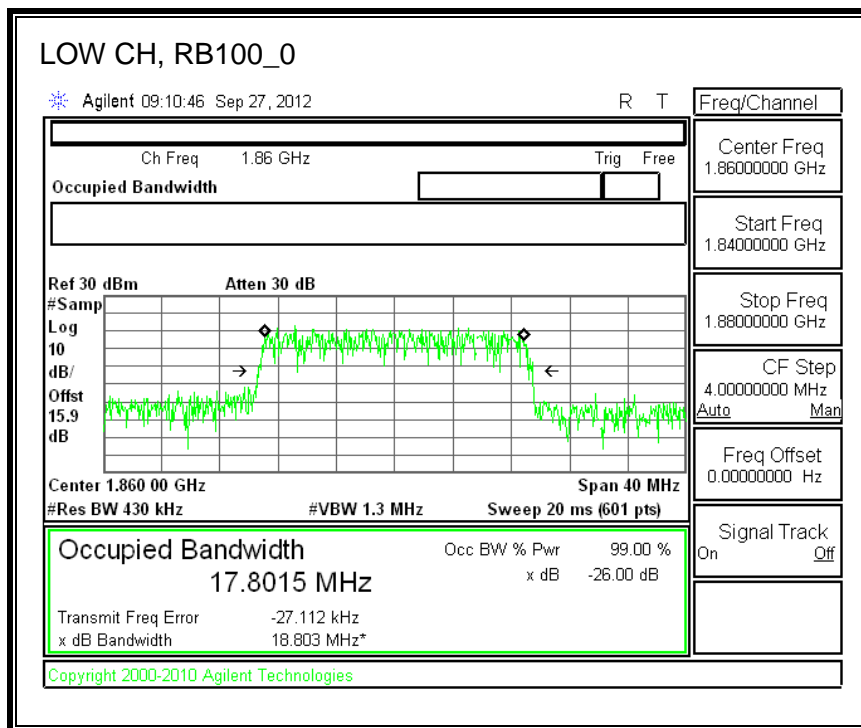 LOW CH, RB100_0
Agilent 09:10:46 Sep 27, 2012 R T
Ch Freq 1.86 GHz Trig Free
Occupied Bandwidth
Ref 30 dBm Atten 30 dB
#Samp
Log
10
dB/
Offst
15.9
dB
Center 1.860 00 GHz Span 40 MHz
#Res BW 430 kHz #VBW 1.3 MHz Sweep 20 ms (601 pts)
Occupied Bandwidth Occ BW % Pwr 99.00 %
17.8015 MHz x dB -26.00 dB
Transmit Freq Error -27.112 kHz
x dB Bandwidth 18.803 MHz*
Copyright 2000-2010 Agilent Technologies
Freq/Channel
Center Freq
1.86000000 GHz
Start Freq
1.84000000 GHz
Stop Freq
1.88000000 GHz
CF Step
4.00000000 MHz
Auto Man
Freq Offset
0.00000000 Hz
Signal Track
On Off